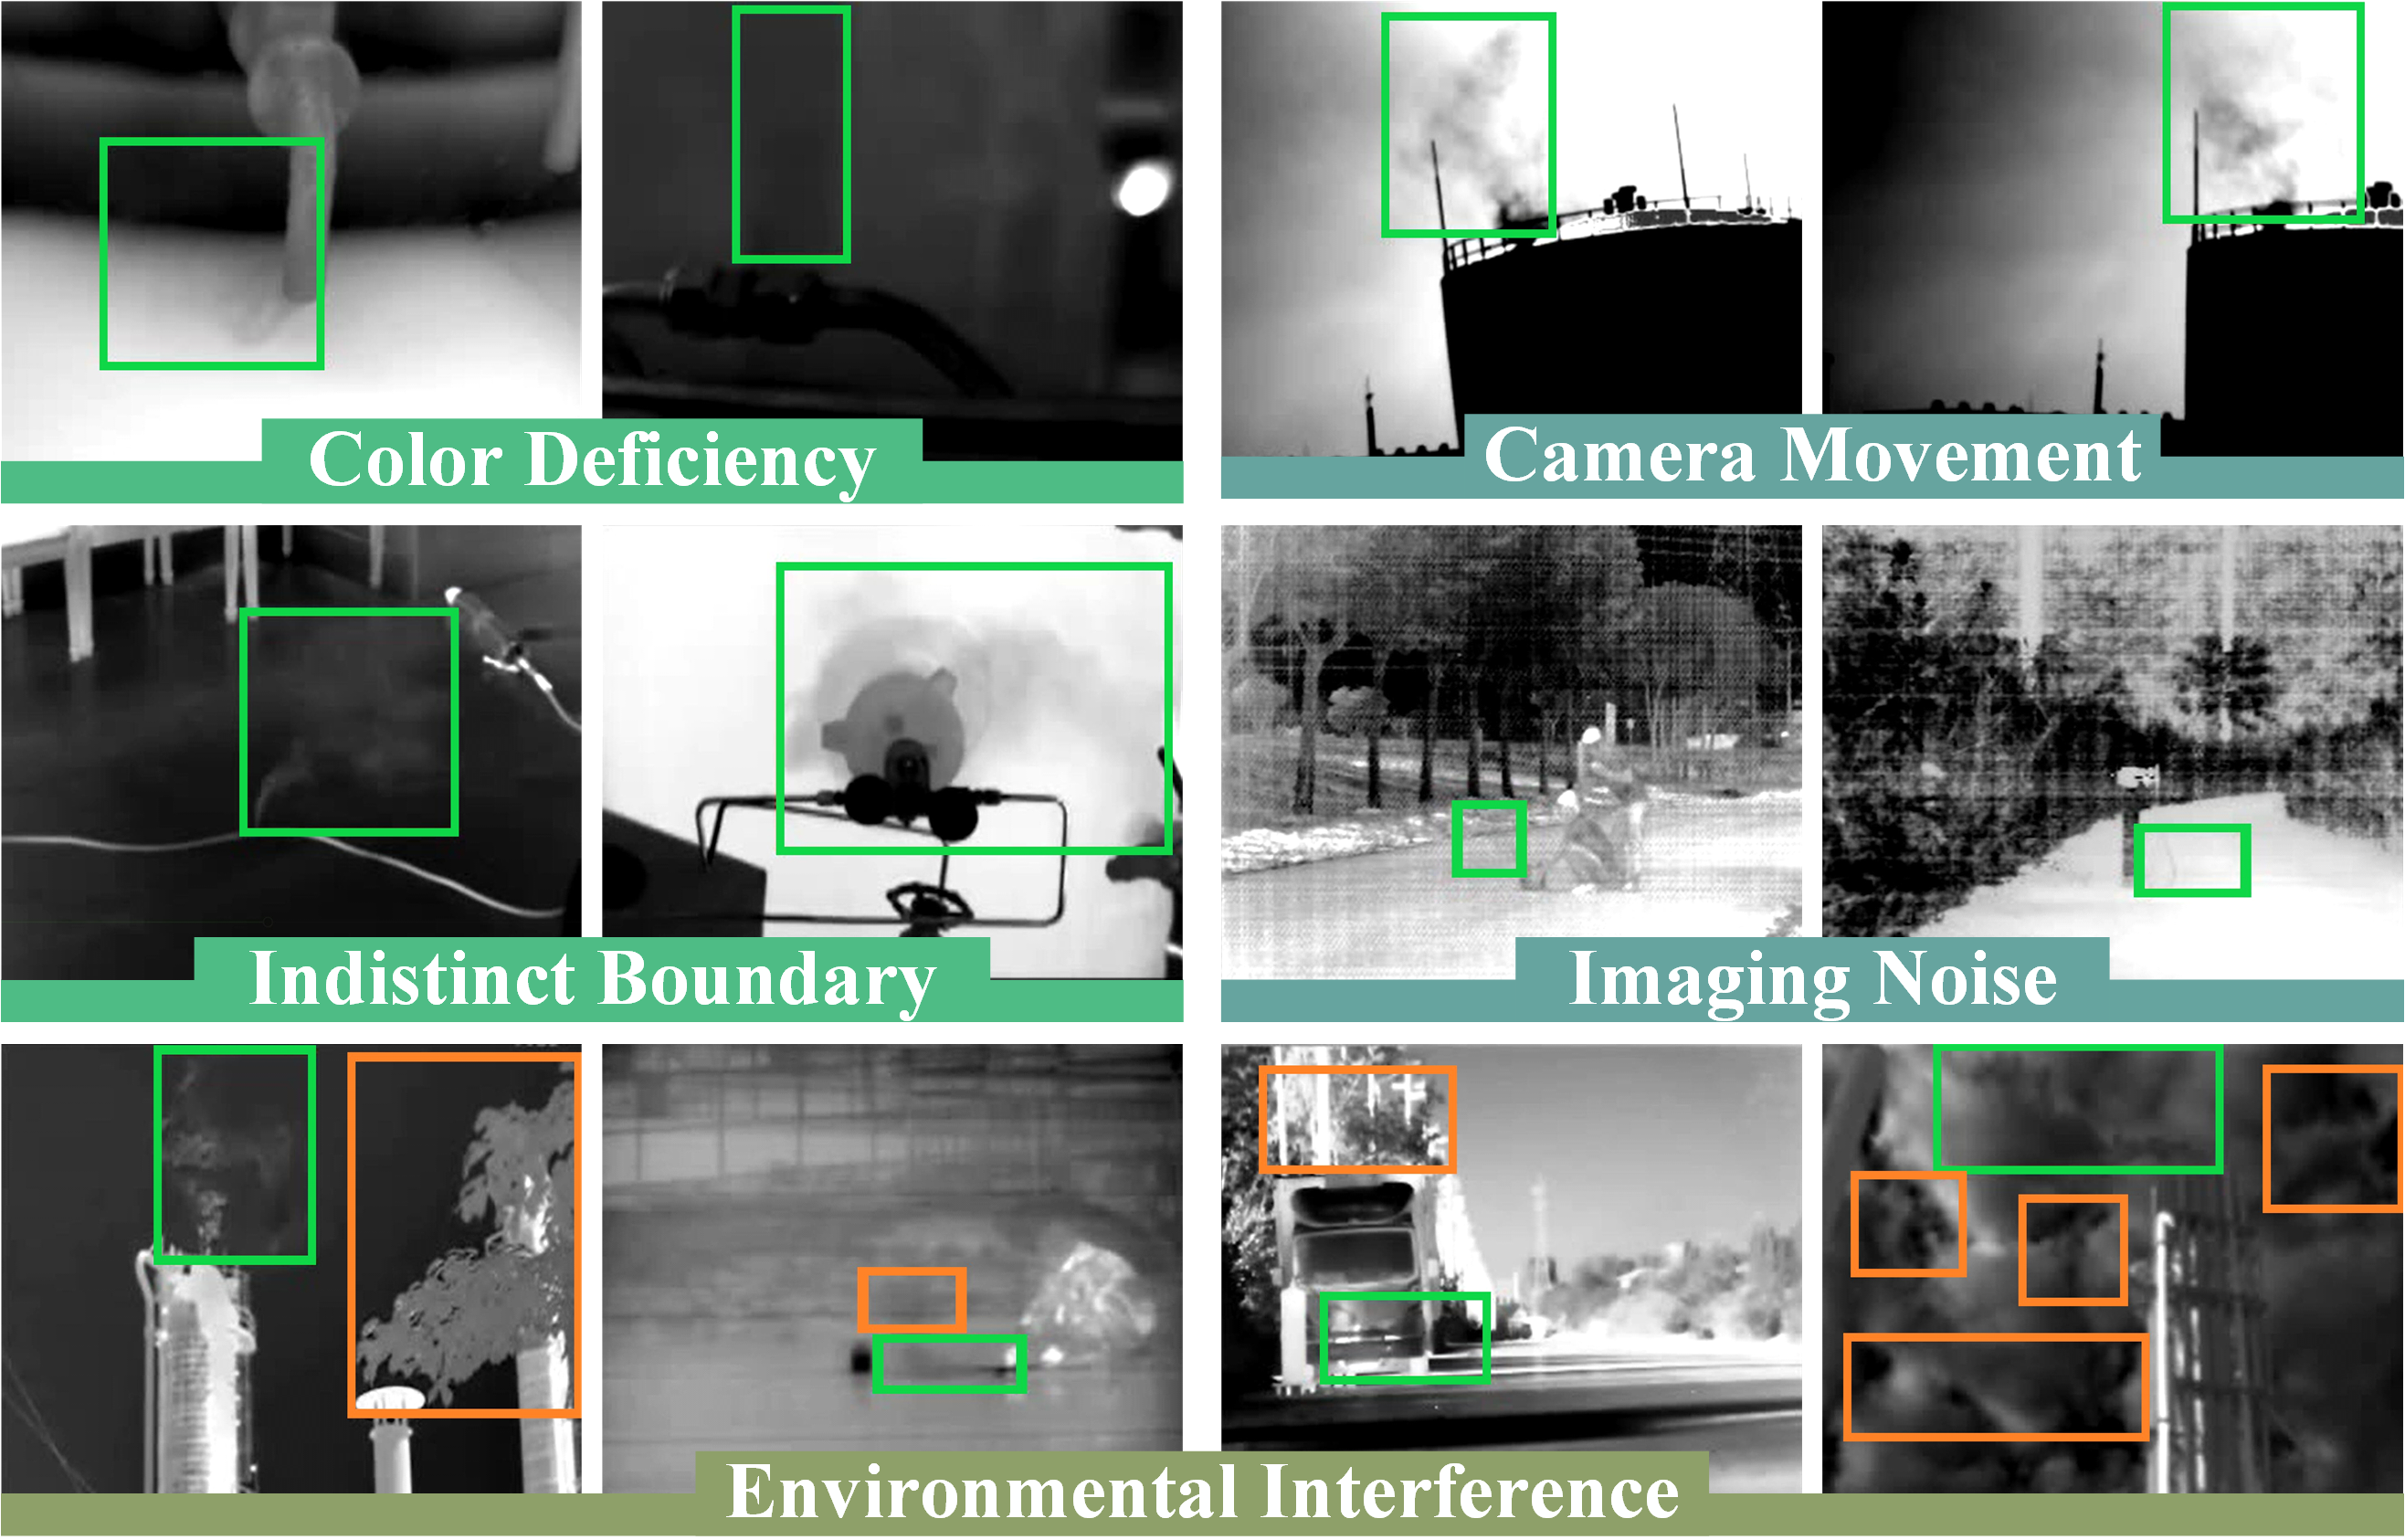 Color Deficiency
Camera Movement
Indistinct Boundary
Imaging Noise
Environmental Interference